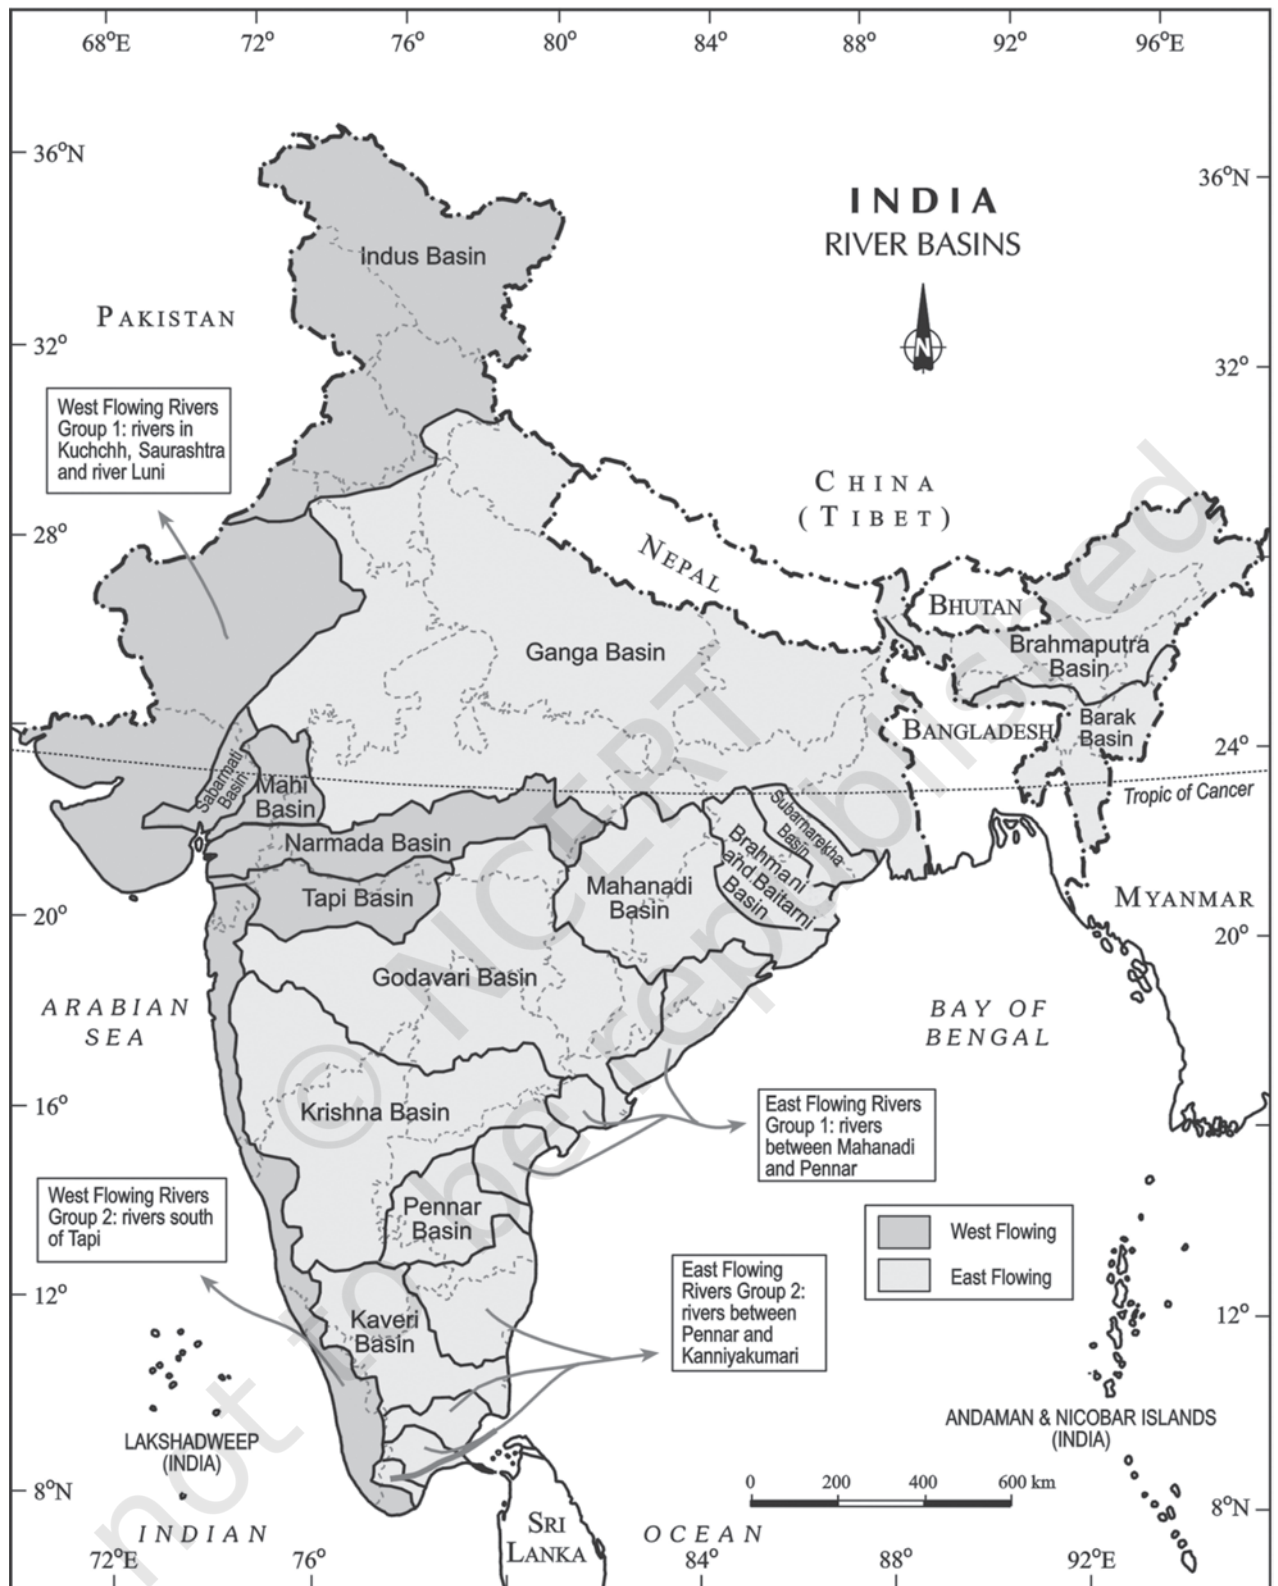 68°E 72° 76° 80° 84° 88° 92° 96°E
36°N
36°N
INDIA
RIVER BASINS
N
Indus Basin
PAKISTAN
32°
32°
West Flowing Rivers
Group 1: rivers in
Kuchchh, Saurashtra
and river Luni
CHINA
(TIBET)
28°
NEPAL
BHUTAN
Ganga Basin
Brahmaputra
Basin
BANGLADESH
Barak
Basin
24°
Sabarmati
Basin
Mahi
Basin
Tropic of Cancer
Subarnarekha
Basin
Narmada Basin
Brahmani
and Baitarni
Basin
Mahanadi
Basin
Tapi Basin
MYANMAR
20°
20°
Godavari Basin
ARABIAN
SEA
BAY OF
BENGAL
16°
Krishna Basin
East Flowing Rivers
Group 1: rivers
between Mahanadi
and Pennar
West Flowing Rivers
Group 2: rivers south
of Tapi
Pennar
Basin
West Flowing
East Flowing
12°
12°
East Flowing
Rivers Group 2:
rivers between
Pennar and
Kanniyakumari
Kaveri
Basin
LAKSHADWEEP
(INDIA)
ANDAMAN & NICOBAR ISLANDS
(INDIA)
0 200 400 600 km
8°N
8°N
INDIAN
OCEAN
SRI
LANKA
72°E 76° 84° 88° 92°E
© NCERT
not to be republished